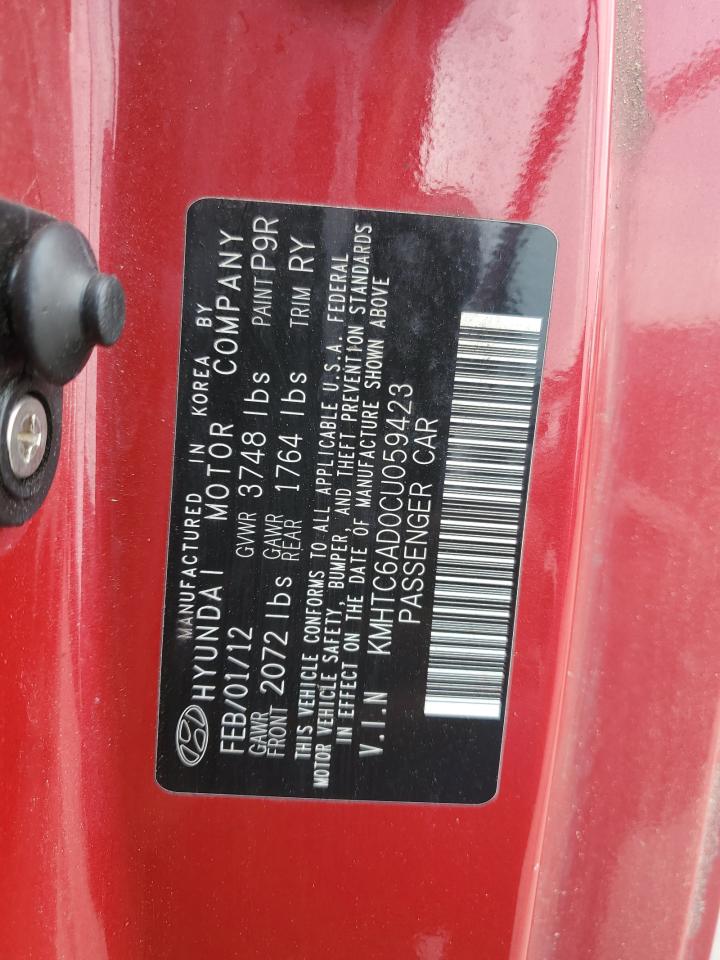 MANUFACTURED IN KOREA BY
HYUNDAI MOTOR COMPANY
FEB/01/12 GVWR 3748 lbs PAINT P9R
GAWR FRONT 2072 lbs GAWR REAR 1764 lbs TRIM RY
THIS VEHICLE CONFORMS TO ALL APPLICABLE U.S.A. FEDERAL
MOTOR VEHICLE SAFETY, BUMPER, AND THEFT PREVENTION STANDARDS
IN EFFECT ON THE DATE OF MANUFACTURE SHOWN ABOVE
V.I.N KMHTC6AD0CU059423
PASSENGER CAR